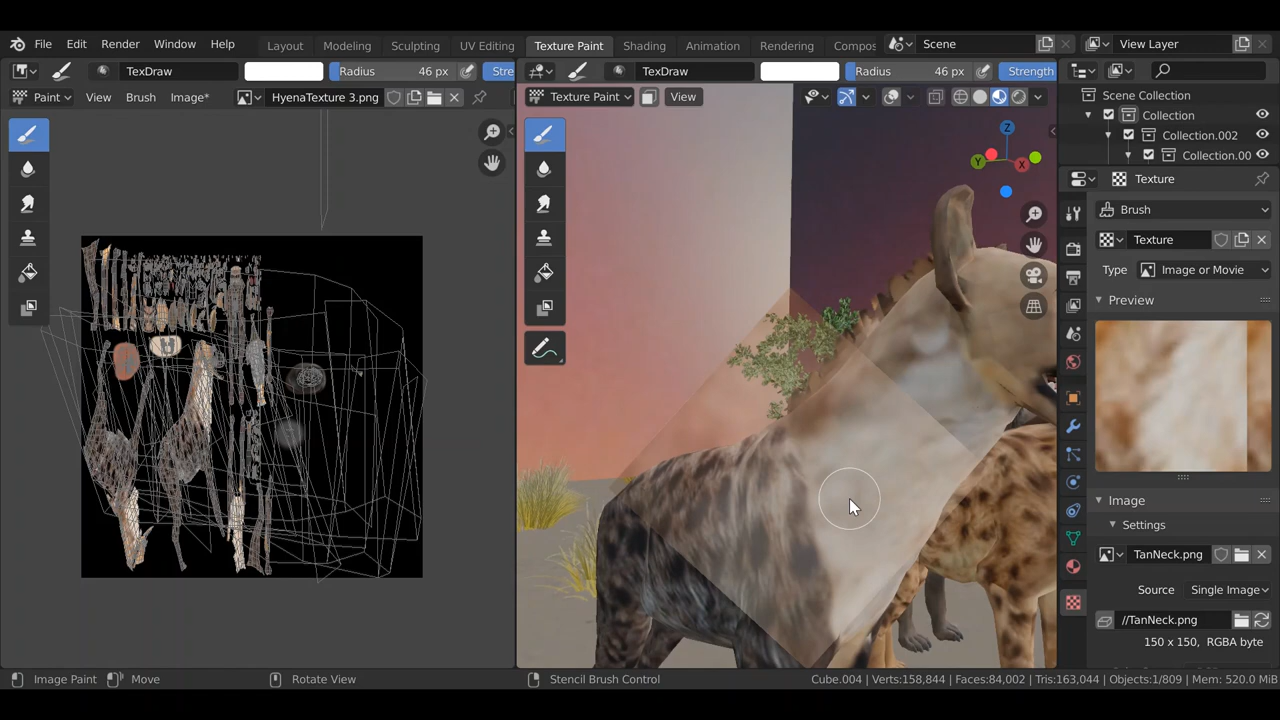 File Edit Render Window Help Layout Modeling Sculpting UV Editing Texture Paint Shading Animation Rendering Compos Scene View Layer
TexDraw Radius 46 px Stre TexDraw Radius 46 px Strength
Paint View Brush Image* HyenaTexture 3.png Texture Paint View
Scene Collection
Collection
Collection.002
Collection.00
Texture
Brush
Texture
Type Image or Movie
Preview
Image
Settings
TanNeck.png
Source Single Image
//TanNeck.png
150 x 150, RGBA byte
Z
Y
X
Image Paint Move Rotate View Stencil Brush Control Cube.004 | Verts:158,844 | Faces:84,002 | Tris:163,044 | Objects:1/809 | Mem: 520.0 MiB